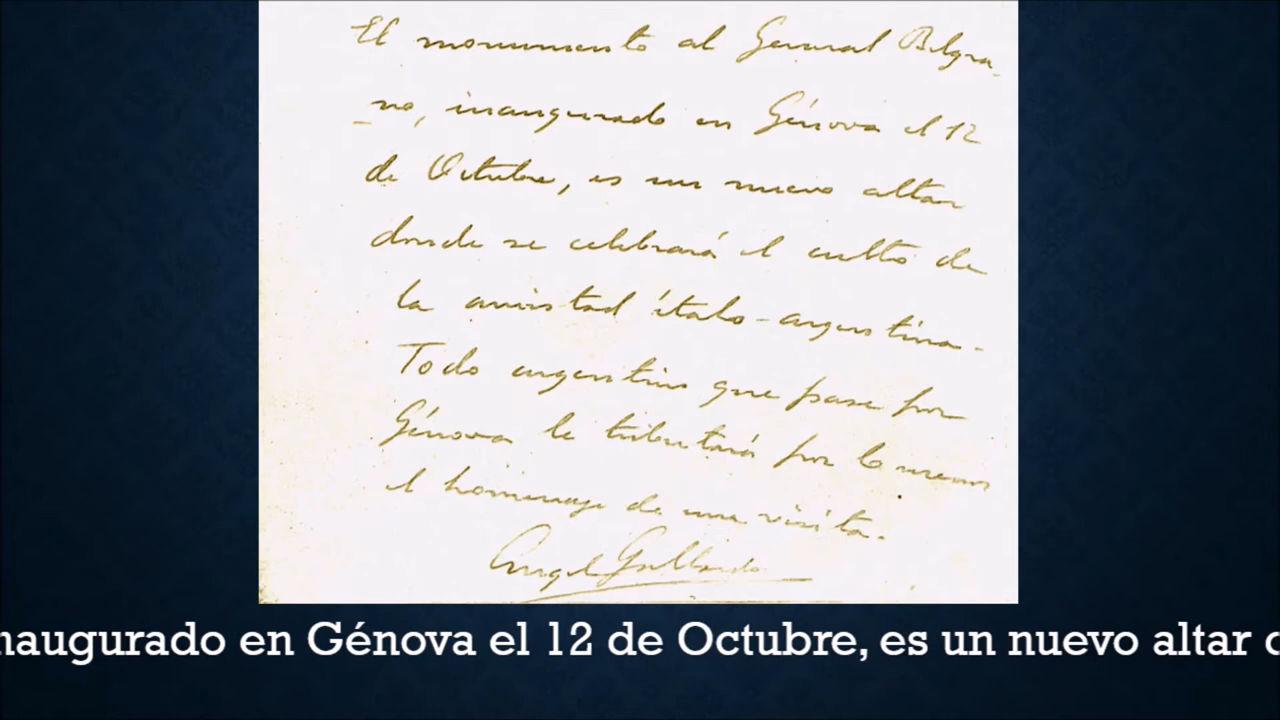 El monumento al General Belgra-
no, inaugurado en Génova el 12
de Octubre, es un nuevo altar
donde se celebrará el culto de
la amistad ítalo-argentina-
Todo argentino que pase por
Génova le tributará por lo menos
el homenaje de una visita.
Angel Gallardo
naugurado en Génova el 12 de Octubre, es un nuevo altar